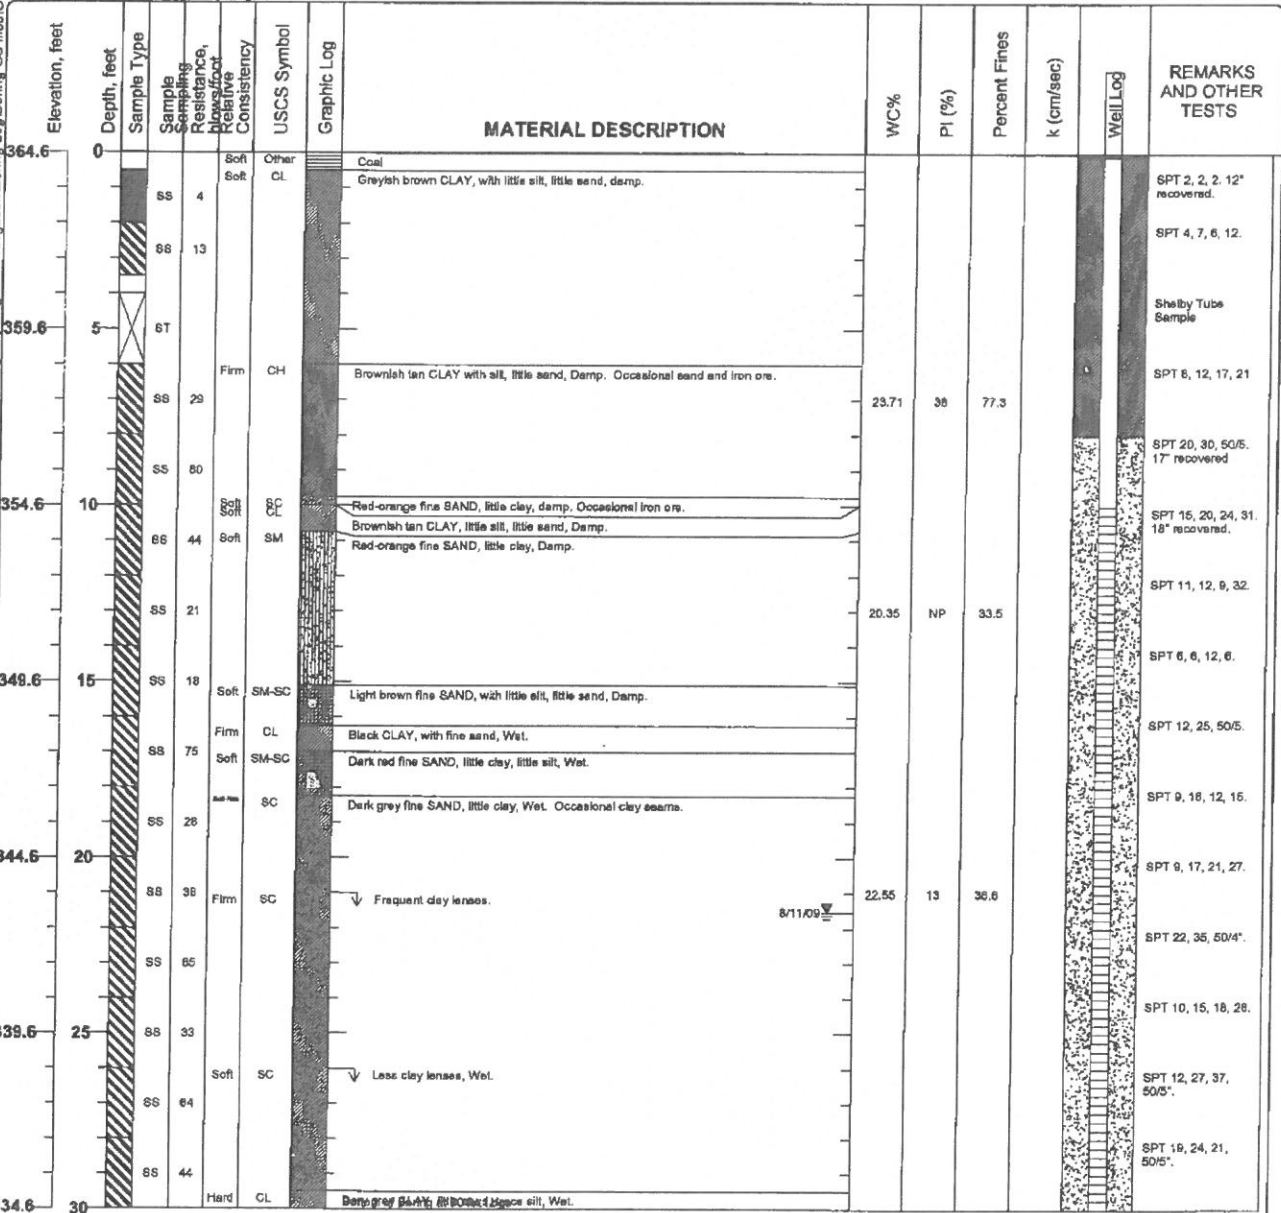 Elevation, feet
Depth, feet
Sample Type
Sample
Sampling
Resistance,
blows/foot
Relative
Consistency
USCS Symbol
Graphic Log
MATERIAL DESCRIPTION
WC%
PI (%)
Percent Fines
k (cm/sec)
Well Log
REMARKS
AND OTHER
TESTS
364.6 0 Soft Other Coal
Soft CL Greyish brown CLAY, with little silt, little sand, damp.
SPT 2, 2, 2. 12"
recovered.
SS 4
SPT 4, 7, 6, 12.
SS 13
Shelby Tube
Sample
359.6 5 ST
Firm CH Brownish tan CLAY with silt, little sand, Damp. Occasional sand and iron ore.
SPT 8, 12, 17, 21
SS 29 23.71 38 77.3
SPT 20, 30, 50/5.
17" recovered
SS 80
354.6 10 Soft SC Red-orange fine SAND, little clay, damp. Occasional iron ore.
Soft CL Brownish tan CLAY, little silt, little sand, Damp.
SPT 15, 20, 24, 31.
18" recovered.
SS 44 Soft SM Red-orange fine SAND, little clay, Damp.
SPT 11, 12, 9, 32.
SS 21 20.35 NP 33.5
SPT 6, 6, 12, 6.
349.6 15 SS 18
Soft SM-SC Light brown fine SAND, with little silt, little sand, Damp.
Firm CL Black CLAY, with fine sand, Wet.
SPT 12, 25, 50/5.
SS 75 Soft SM-SC Dark red fine SAND, little clay, little silt, Wet.
SC Dark grey fine SAND, little clay, Wet. Occasional clay seams.
SPT 9, 16, 12, 15.
SS 28
344.6 20
SPT 9, 17, 21, 27.
SS 38 Firm SC Frequent clay lenses. 22.55 13 38.6
8/11/09
SPT 22, 35, 50/4".
SS 65
SPT 10, 15, 18, 26.
339.6 25 SS 33
Soft SC Less clay lenses, Wet.
SPT 12, 27, 37,
50/5".
SS 64
SPT 19, 24, 21,
50/5".
SS 44
Hard CL silt, Wet.
34.6 30